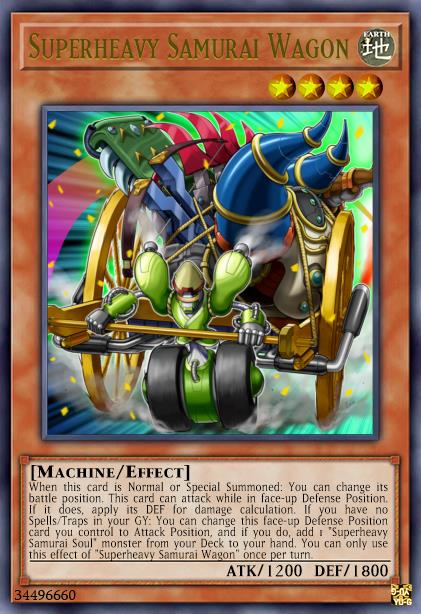 SUPERHEAVY SAMURAI WAGON
EARTH
地
[MACHINE/EFFECT]
When this card is Normal or Special Summoned: You can change its
battle position. This card can attack while in face-up Defense Position.
If it does, apply its DEF for damage calculation. If you have no
Spells/Traps in your GY: You can change this face-up Defense Position
card you control to Attack Position, and if you do, add 1 "Superheavy
Samurai Soul" monster from your Deck to your hand. You can only use
this effect of "Superheavy Samurai Wagon" once per turn.
ATK/1200 DEF/1800
34496660